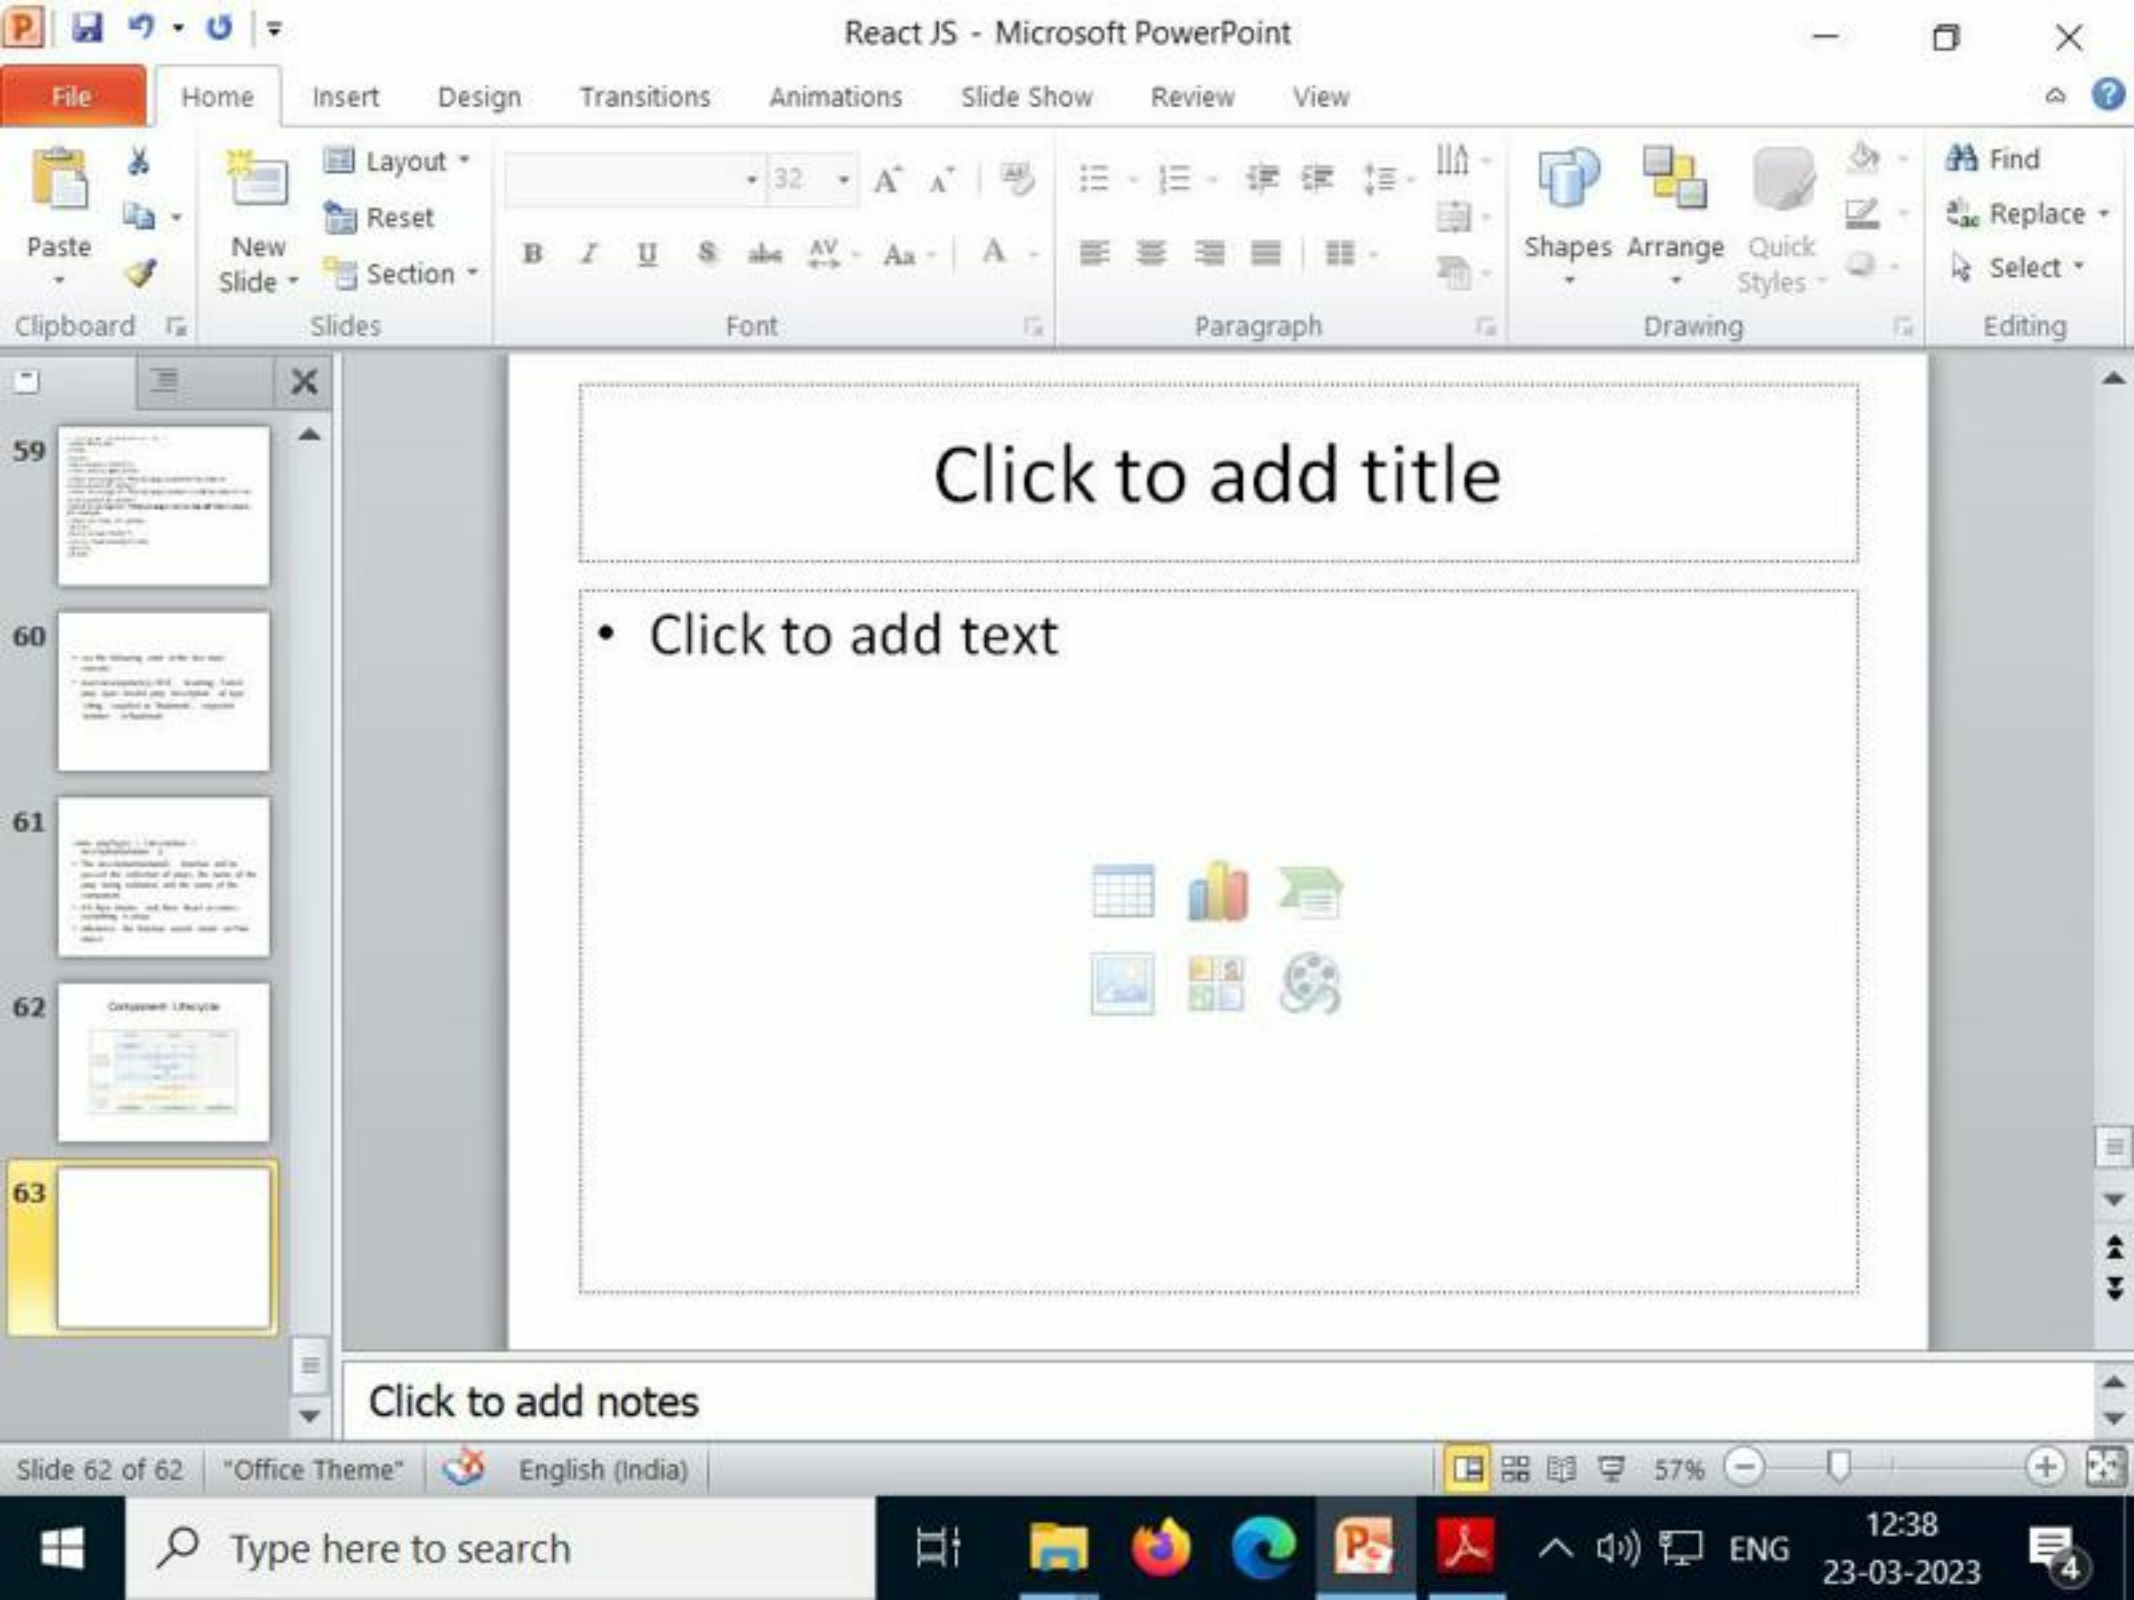 React JS - Microsoft PowerPoint
File Home Insert Design Transitions Animations Slide Show Review View
Paste
New Slide
Layout
Reset
Section
32
Shapes Arrange Quick Styles
Find
Replace
Select
Clipboard Slides Font Paragraph Drawing Editing
59
60
61
62
Component Lifecycle
63
Click to add title
• Click to add text
Click to add notes
Slide 62 of 62 "Office Theme" English (India) 57%
Type here to search
ENG
12:38
23-03-2023
4